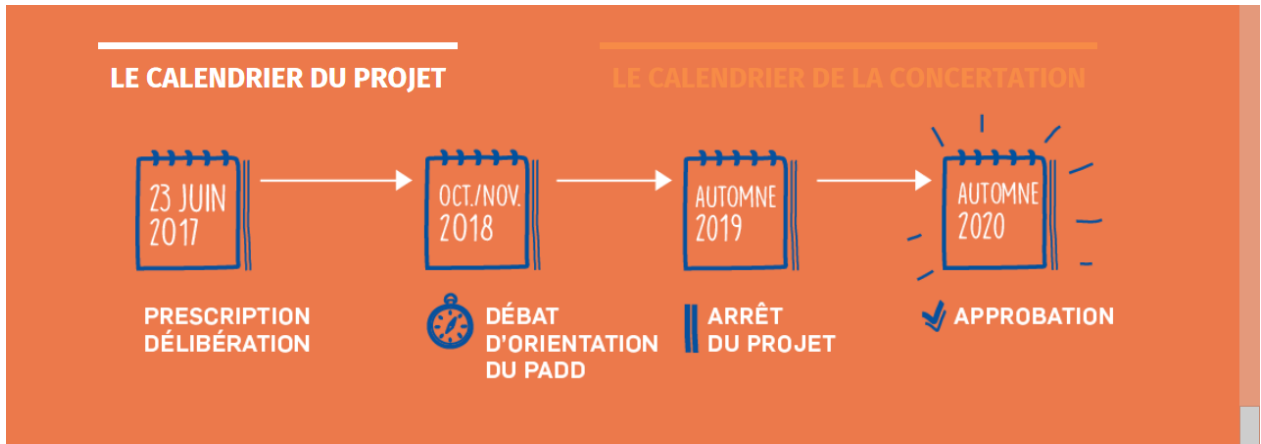 LE CALENDRIER DU PROJET
LE CALENDRIER DE LA CONCERTATION
23 JUIN
2017
OCT./NOV.
2018
AUTOMNE
2019
AUTOMNE
2020
PRESCRIPTION
DÉLIBÉRATION
DÉBAT
D'ORIENTATION
DU PADD
ARRÊT
DU PROJET
APPROBATION